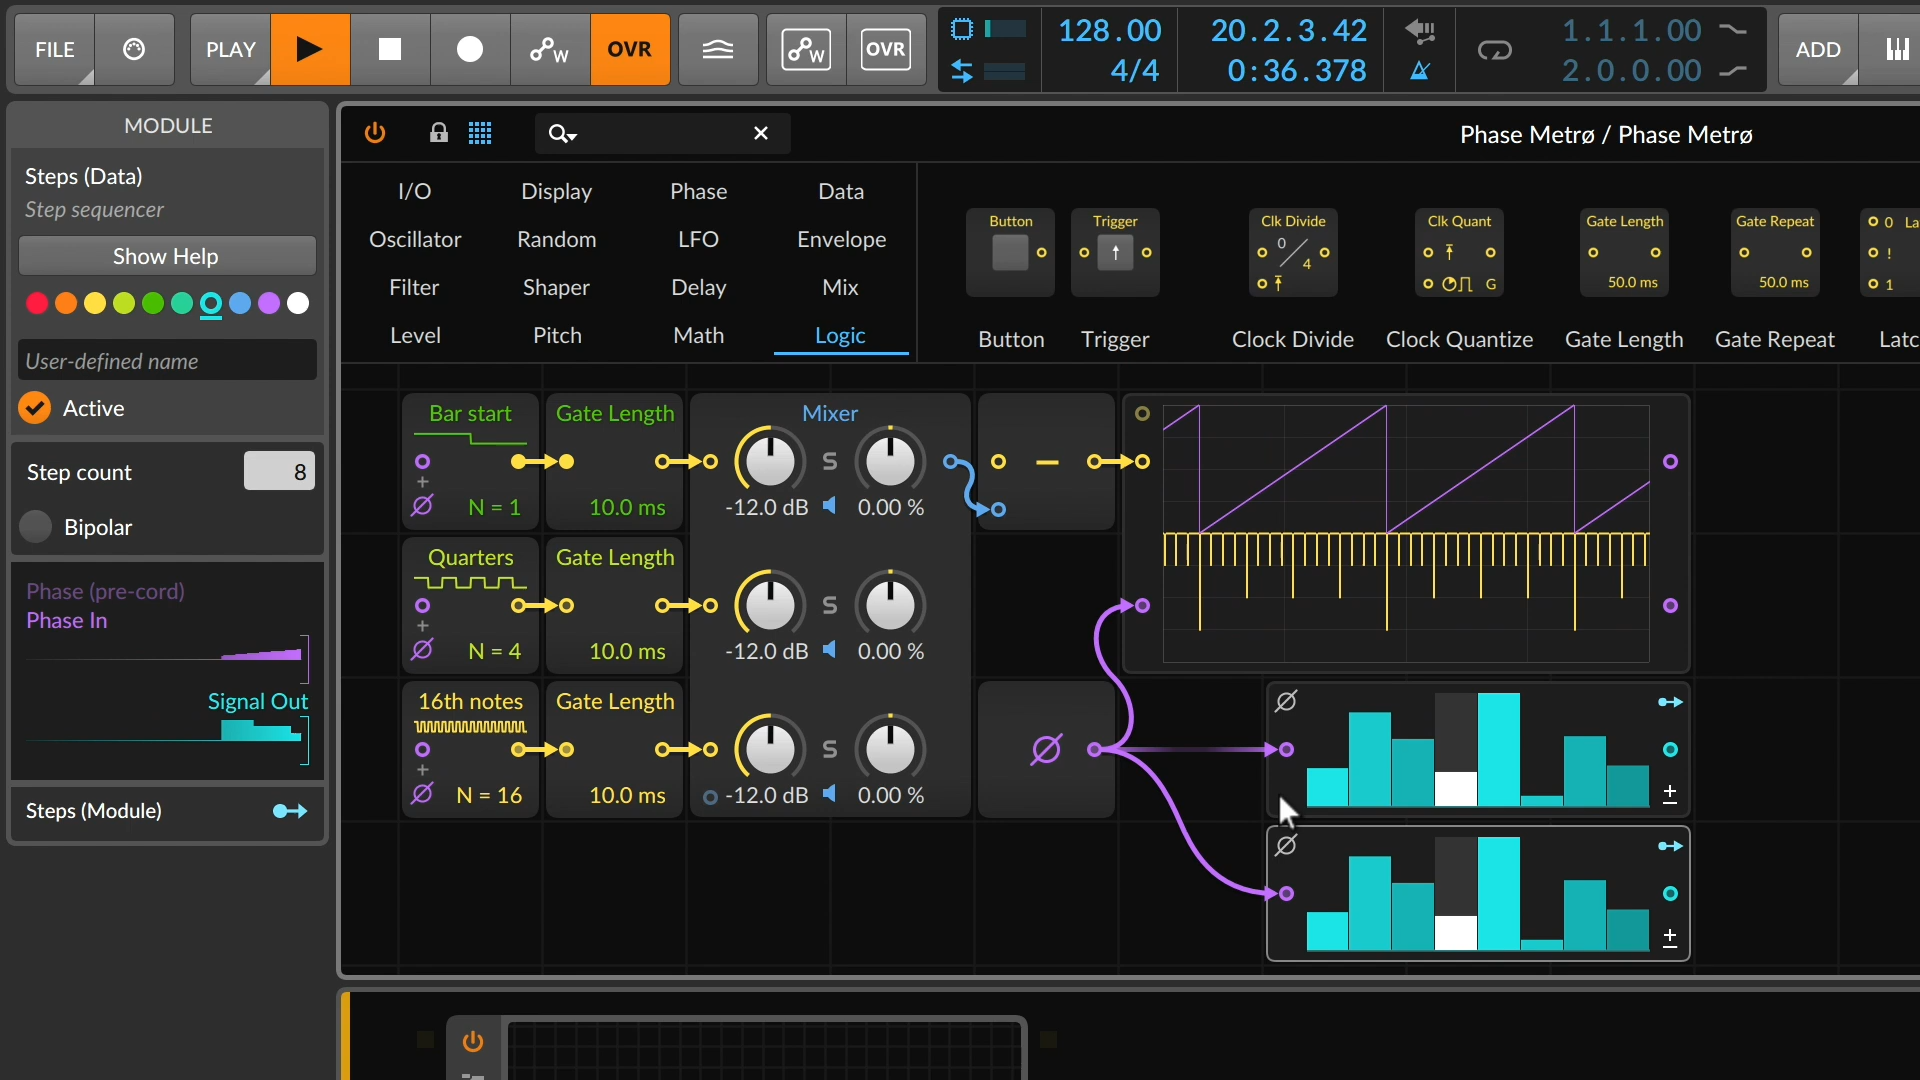 FILE
PLAY
W
OVR
W
OVR
128.00
4/4
20.2.3.42
0:36.378
1.1.1.00
2.0.0.00
ADD
MODULE
Steps (Data)
Step sequencer
Show Help
User-defined name
Active
Step count 8
Bipolar
Phase (pre-cord)
Phase In
Signal Out
Steps (Module)
Phase Metrø / Phase Metrø
I/O Display Phase Data
Oscillator Random LFO Envelope
Filter Shaper Delay Mix
Level Pitch Math Logic
Button Trigger Clk Divide Clk Quant Gate Length Gate Repeat 0 La
0
4
!
G 50.0 ms 50.0 ms 1
Button Trigger Clock Divide Clock Quantize Gate Length Gate Repeat Latc
Bar start Gate Length Mixer
S
N = 1 10.0 ms -12.0 dB 0.00 %
Quarters Gate Length
S
N = 4 10.0 ms -12.0 dB 0.00 %
16th notes Gate Length
S
N = 16 10.0 ms -12.0 dB 0.00 %